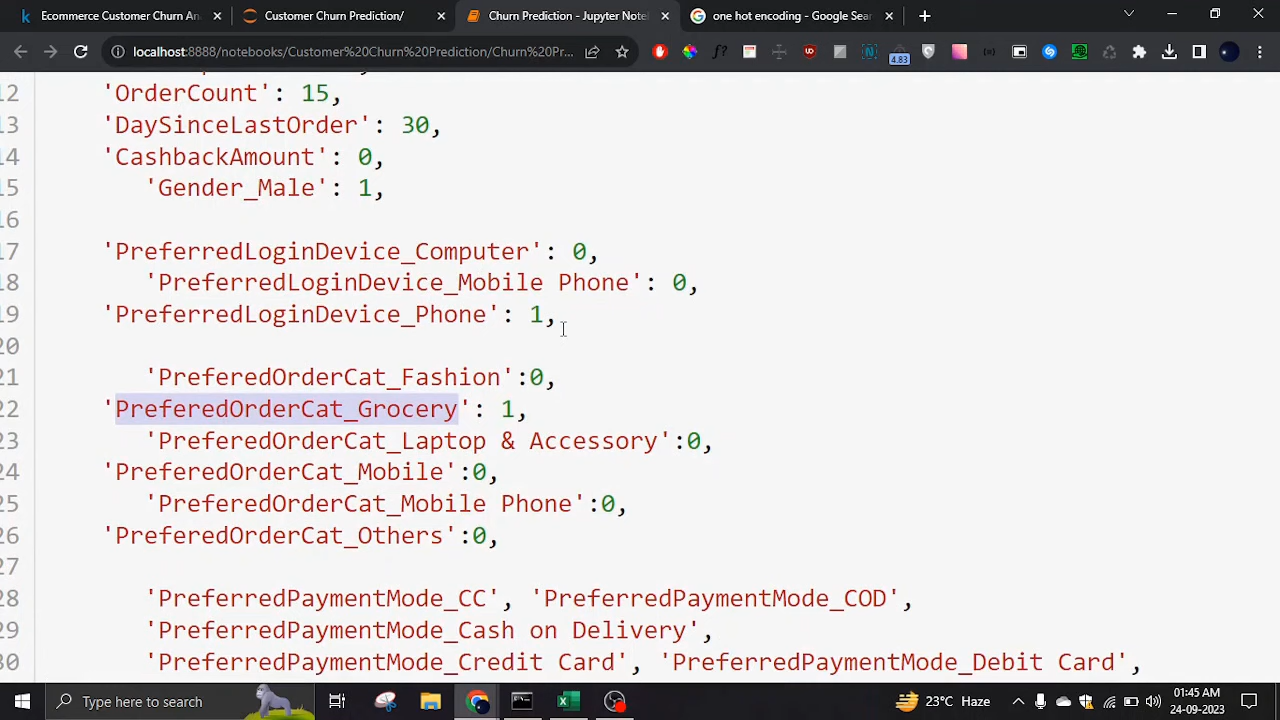 Ecommerce Customer Churn An
Customer Churn Prediction/
Churn Prediction - Jupyter Note
one hot encoding - Google Sear
localhost:8888/notebooks/Customer%20Churn%20Prediction/Churn%20Pr...
4.83
12 'OrderCount': 15,
13 'DaySinceLastOrder': 30,
14 'CashbackAmount': 0,
15 'Gender_Male': 1,
16
17 'PreferredLoginDevice_Computer': 0,
18 'PreferredLoginDevice_Mobile Phone': 0,
19 'PreferredLoginDevice_Phone': 1,
20
21 'PreferedOrderCat_Fashion':0,
22 'PreferedOrderCat_Grocery': 1,
23 'PreferedOrderCat_Laptop & Accessory':0,
24 'PreferedOrderCat_Mobile':0,
25 'PreferedOrderCat_Mobile Phone':0,
26 'PreferedOrderCat_Others':0,
27
28 'PreferredPaymentMode_CC', 'PreferredPaymentMode_COD',
29 'PreferredPaymentMode_Cash on Delivery',
30 'PreferredPaymentMode_Credit Card', 'PreferredPaymentMode_Debit Card',
Type here to search
23°C Haze
01:45 AM
24-09-2023